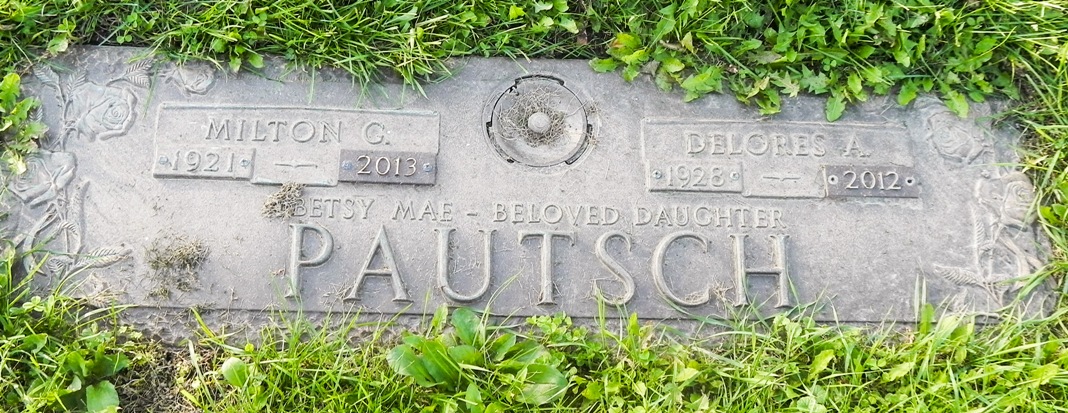 MILTON G.
1921 — 2013
DELORES A.
1928 — 2012
BETSY MAE - BELOVED DAUGHTER
PAUTSCH